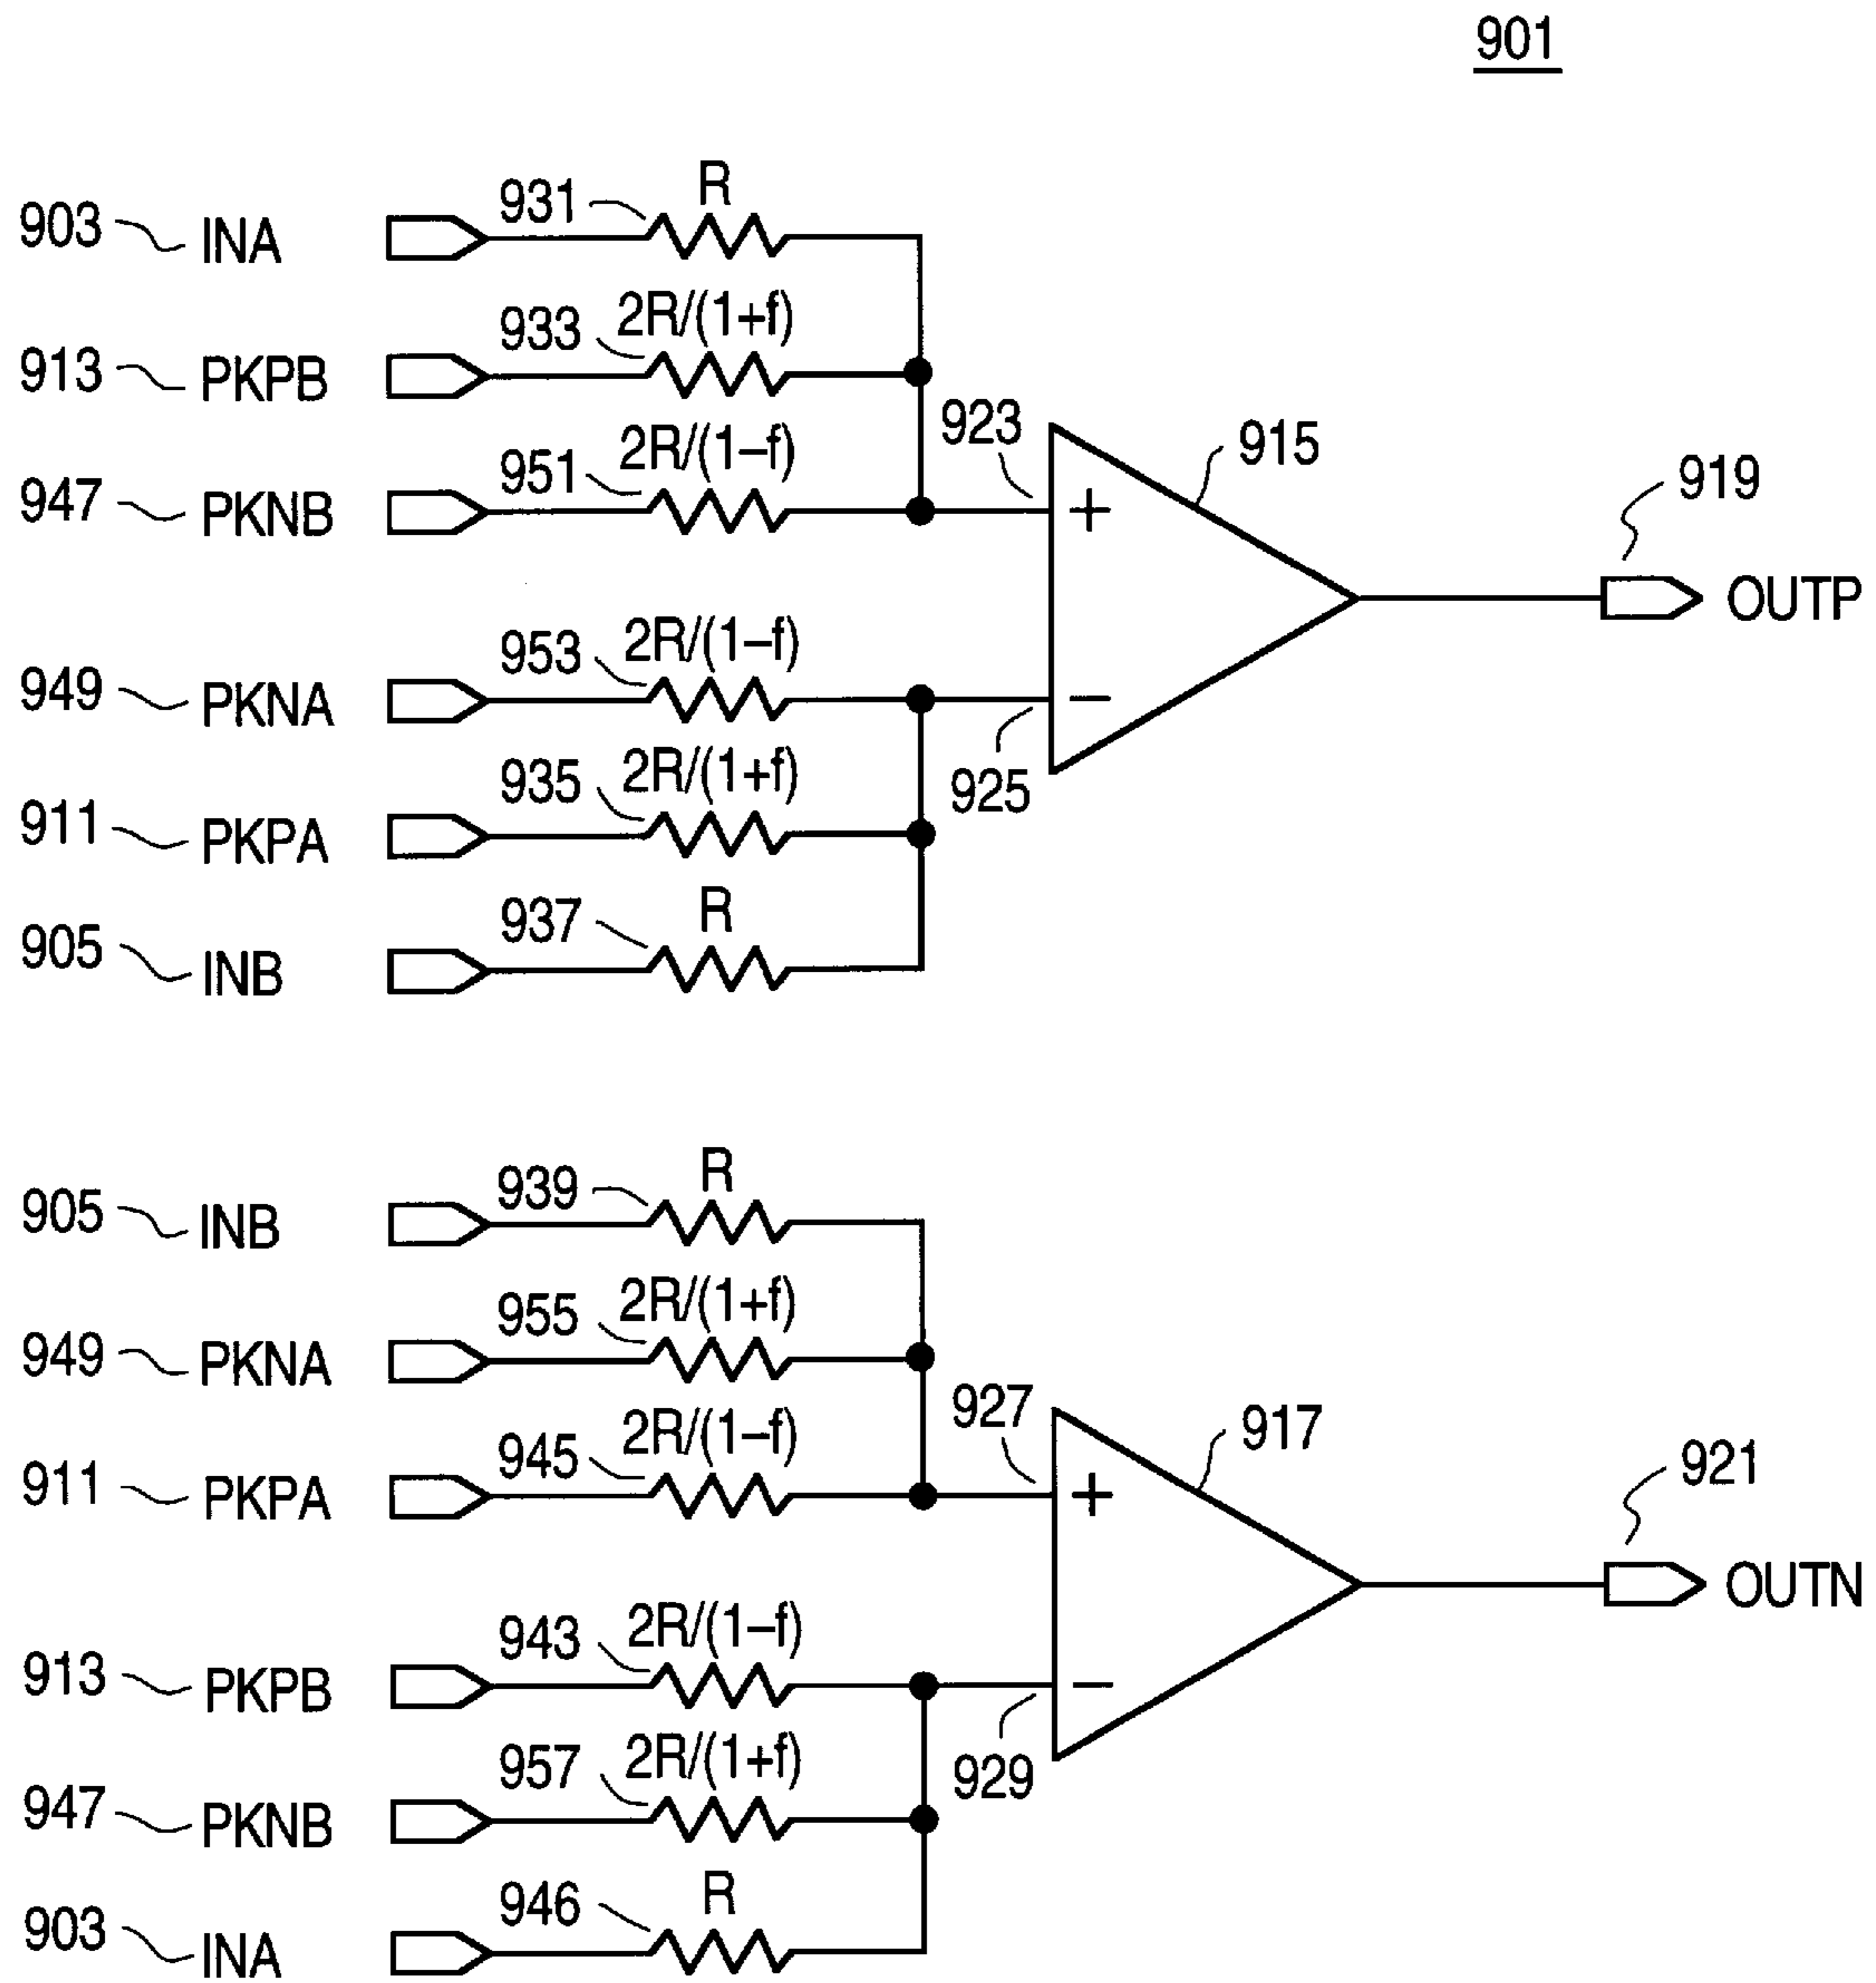 901
931 R
903 INA
933 2R/(1+f)
913 PKPB
951 2R/(1−f)
947 PKNB
923
+
915
919
OUTP
953 2R/(1−f)
949 PKNA
−
925
935 2R/(1+f)
911 PKPA
937 R
905 INB
939 R
905 INB
955 2R/(1+f)
949 PKNA
945 2R/(1−f)
911 PKPA
927
+
917
921
OUTN
943 2R/(1−f)
913 PKPB
−
929
957 2R/(1+f)
947 PKNB
946 R
903 INA